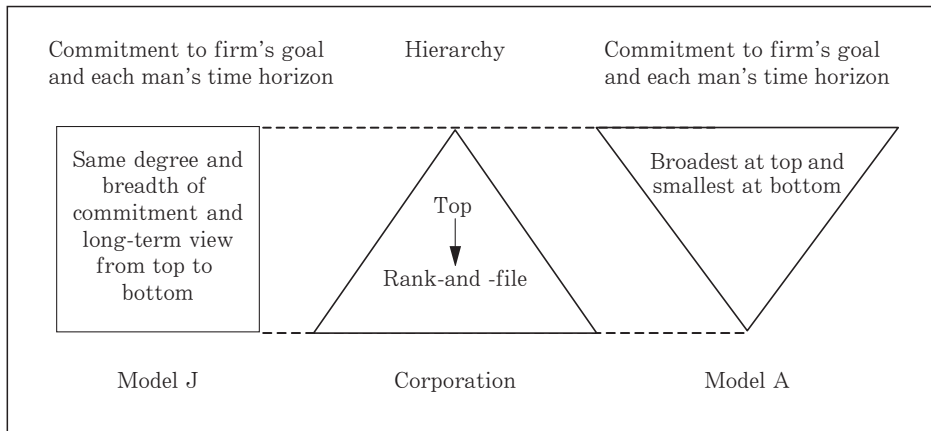 Commitment to firm's goal
and each man's time horizon
Hierarchy
Commitment to firm's goal
and each man's time horizon
Same degree and
breadth of
commitment and
long-term view
from top to
bottom
Top
Rank-and -file
Broadest at top and
smallest at bottom
Model J
Corporation
Model A